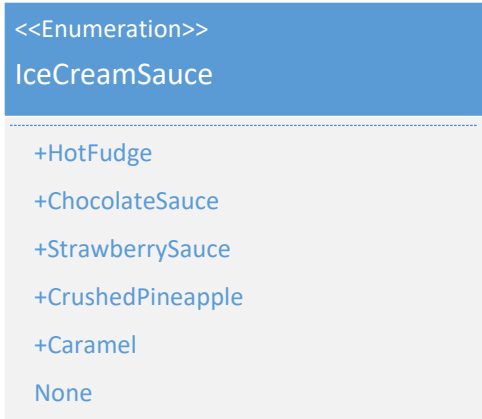 <<Enumeration>>
IceCreamSauce
+HotFudge
+ChocolateSauce
+StrawberrySauce
+CrushedPineapple
+Caramel
None